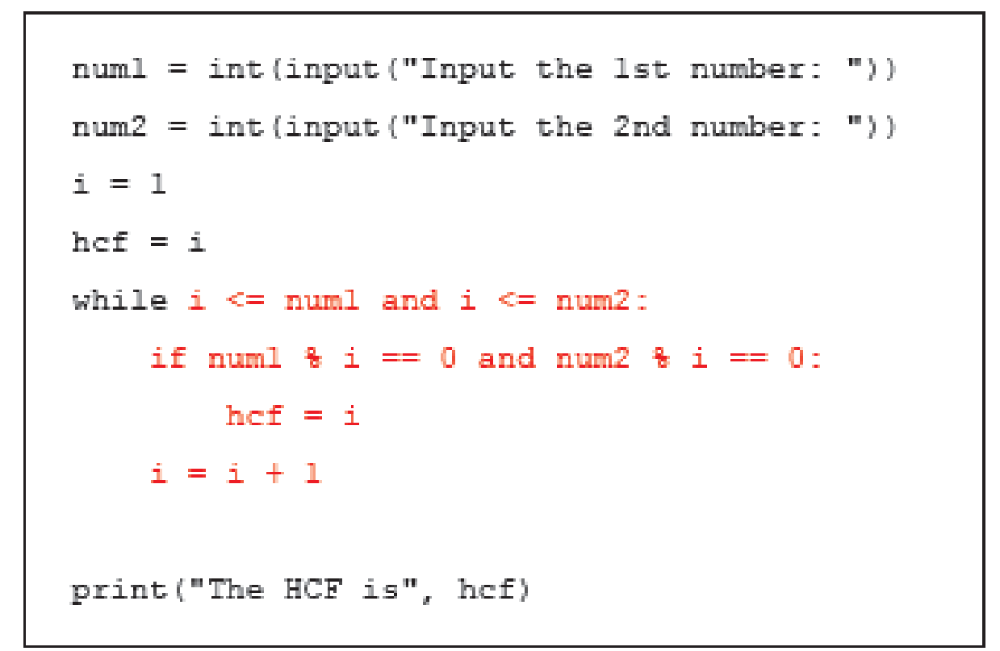 num1 = int(input("Input the 1st number: "))
num2 = int(input("Input the 2nd number: "))
i = 1
hcf = i
while i <= num1 and i <= num2:
    if num1 % i == 0 and num2 % i == 0:
        hcf = i
    i = i + 1
print("The HCF is", hcf)